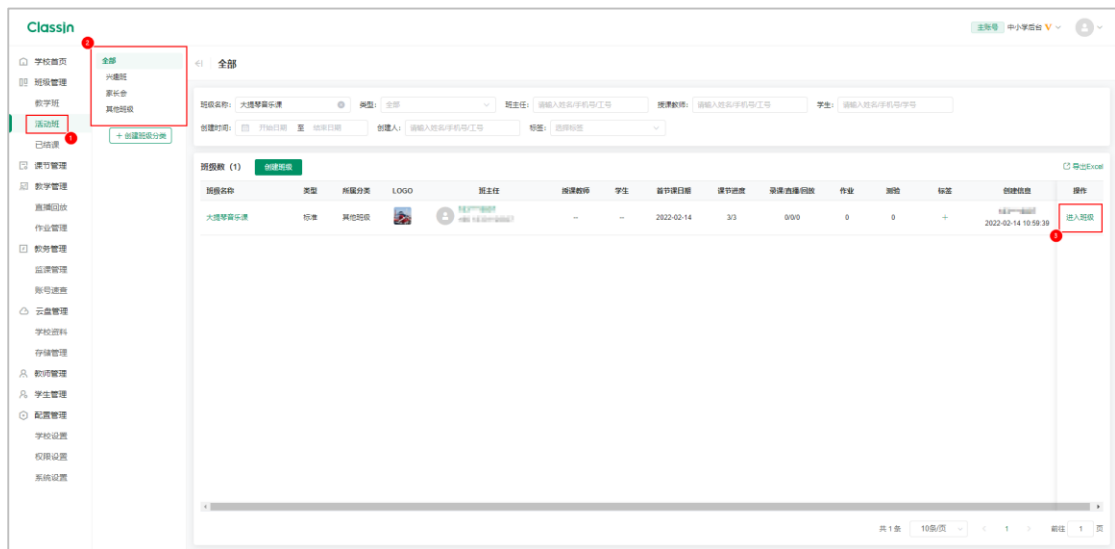 ClassIn
主账号 中小学后台 V
2
学校首页
班级管理
教学班
活动班
1
已结课
课节管理
教学管理
直播回放
作业管理
教务管理
监课管理
账号速查
云盘管理
学校资料
存储管理
教师管理
学生管理
配置管理
学校设置
权限设置
系统设置
全部
兴趣班
家长会
其他班级
+ 创建班级分类
全部
班级名称: 大提琴音乐课 类型: 全部 班主任: 请输入姓名/手机号/工号 授课教师: 请输入姓名/手机号/工号 学生: 请输入姓名/手机号/学号
创建时间: 开始日期 至 结束日期 创建人: 请输入姓名/手机号/工号 标签: 选择标签
班级数 (1) 创建班级 导出Excel
班级名称 类型 所属分类 LOGO 班主任 授课教师 学生 首节课日期 课节进度 录课/直播/回放 作业 测验 标签 创建信息 操作
大提琴音乐课 标准 其他班级 -- -- 2022-02-14 3/3 0/0/0 0 0 + 2022-02-14 10:59:39 进入班级
3
共 1 条 10条/页 < 1 > 前往 1 页